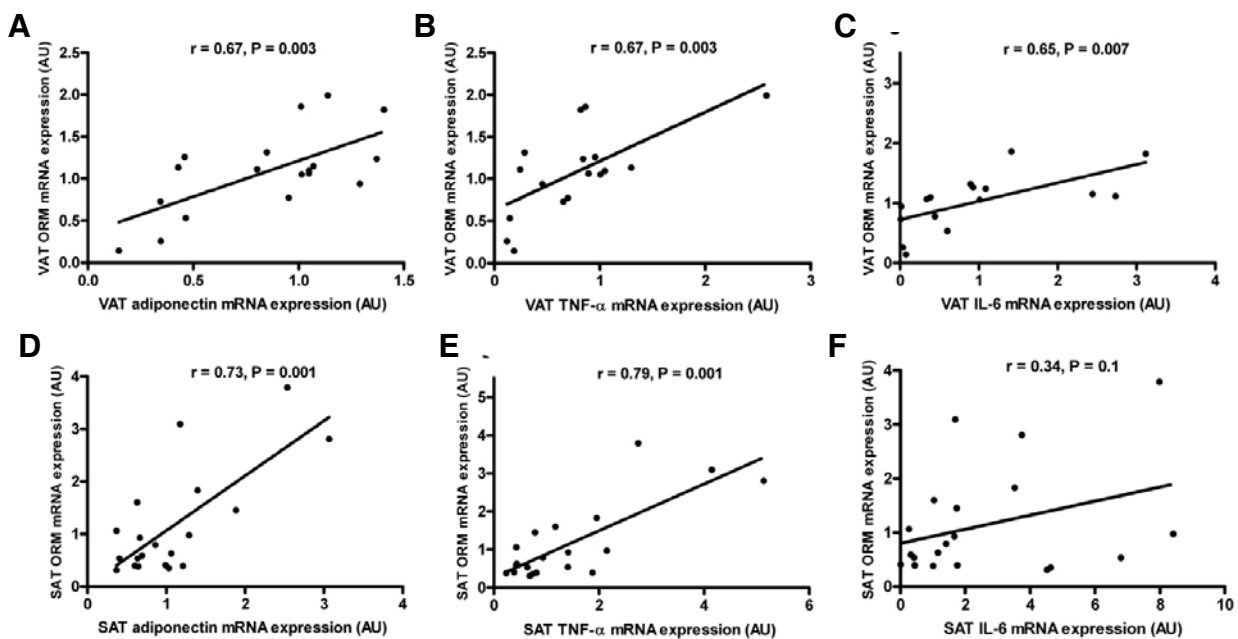 A
r = 0.67, P = 0.003
VAT ORM mRNA expression (AU)
2.5
2.0
1.5
1.0
0.5
0.0
0.0 0.5 1.0 1.5
VAT adiponectin mRNA expression (AU)
B
r = 0.67, P = 0.003
VAT ORM mRNA expression (AU)
2.5
2.0
1.5
1.0
0.5
0.0
0 1 2 3
VAT TNF-α mRNA expression (AU)
C
r = 0.65, P = 0.007
VAT ORM mRNA expression (AU)
3
2
1
0
0 1 2 3 4
VAT IL-6 mRNA expression (AU)
D
r = 0.73, P = 0.001
SAT ORM mRNA expression (AU)
4
3
2
1
0
0 1 2 3 4
SAT adiponectin mRNA expression (AU)
E
r = 0.79, P = 0.001
SAT ORM mRNA expression (AU)
5
4
3
2
1
0
0 2 4 6
SAT TNF-α mRNA expression (AU)
F
r = 0.34, P = 0.1
SAT ORM mRNA expression (AU)
4
3
2
1
0
0 2 4 6 8 10
SAT IL-6 mRNA expression (AU)